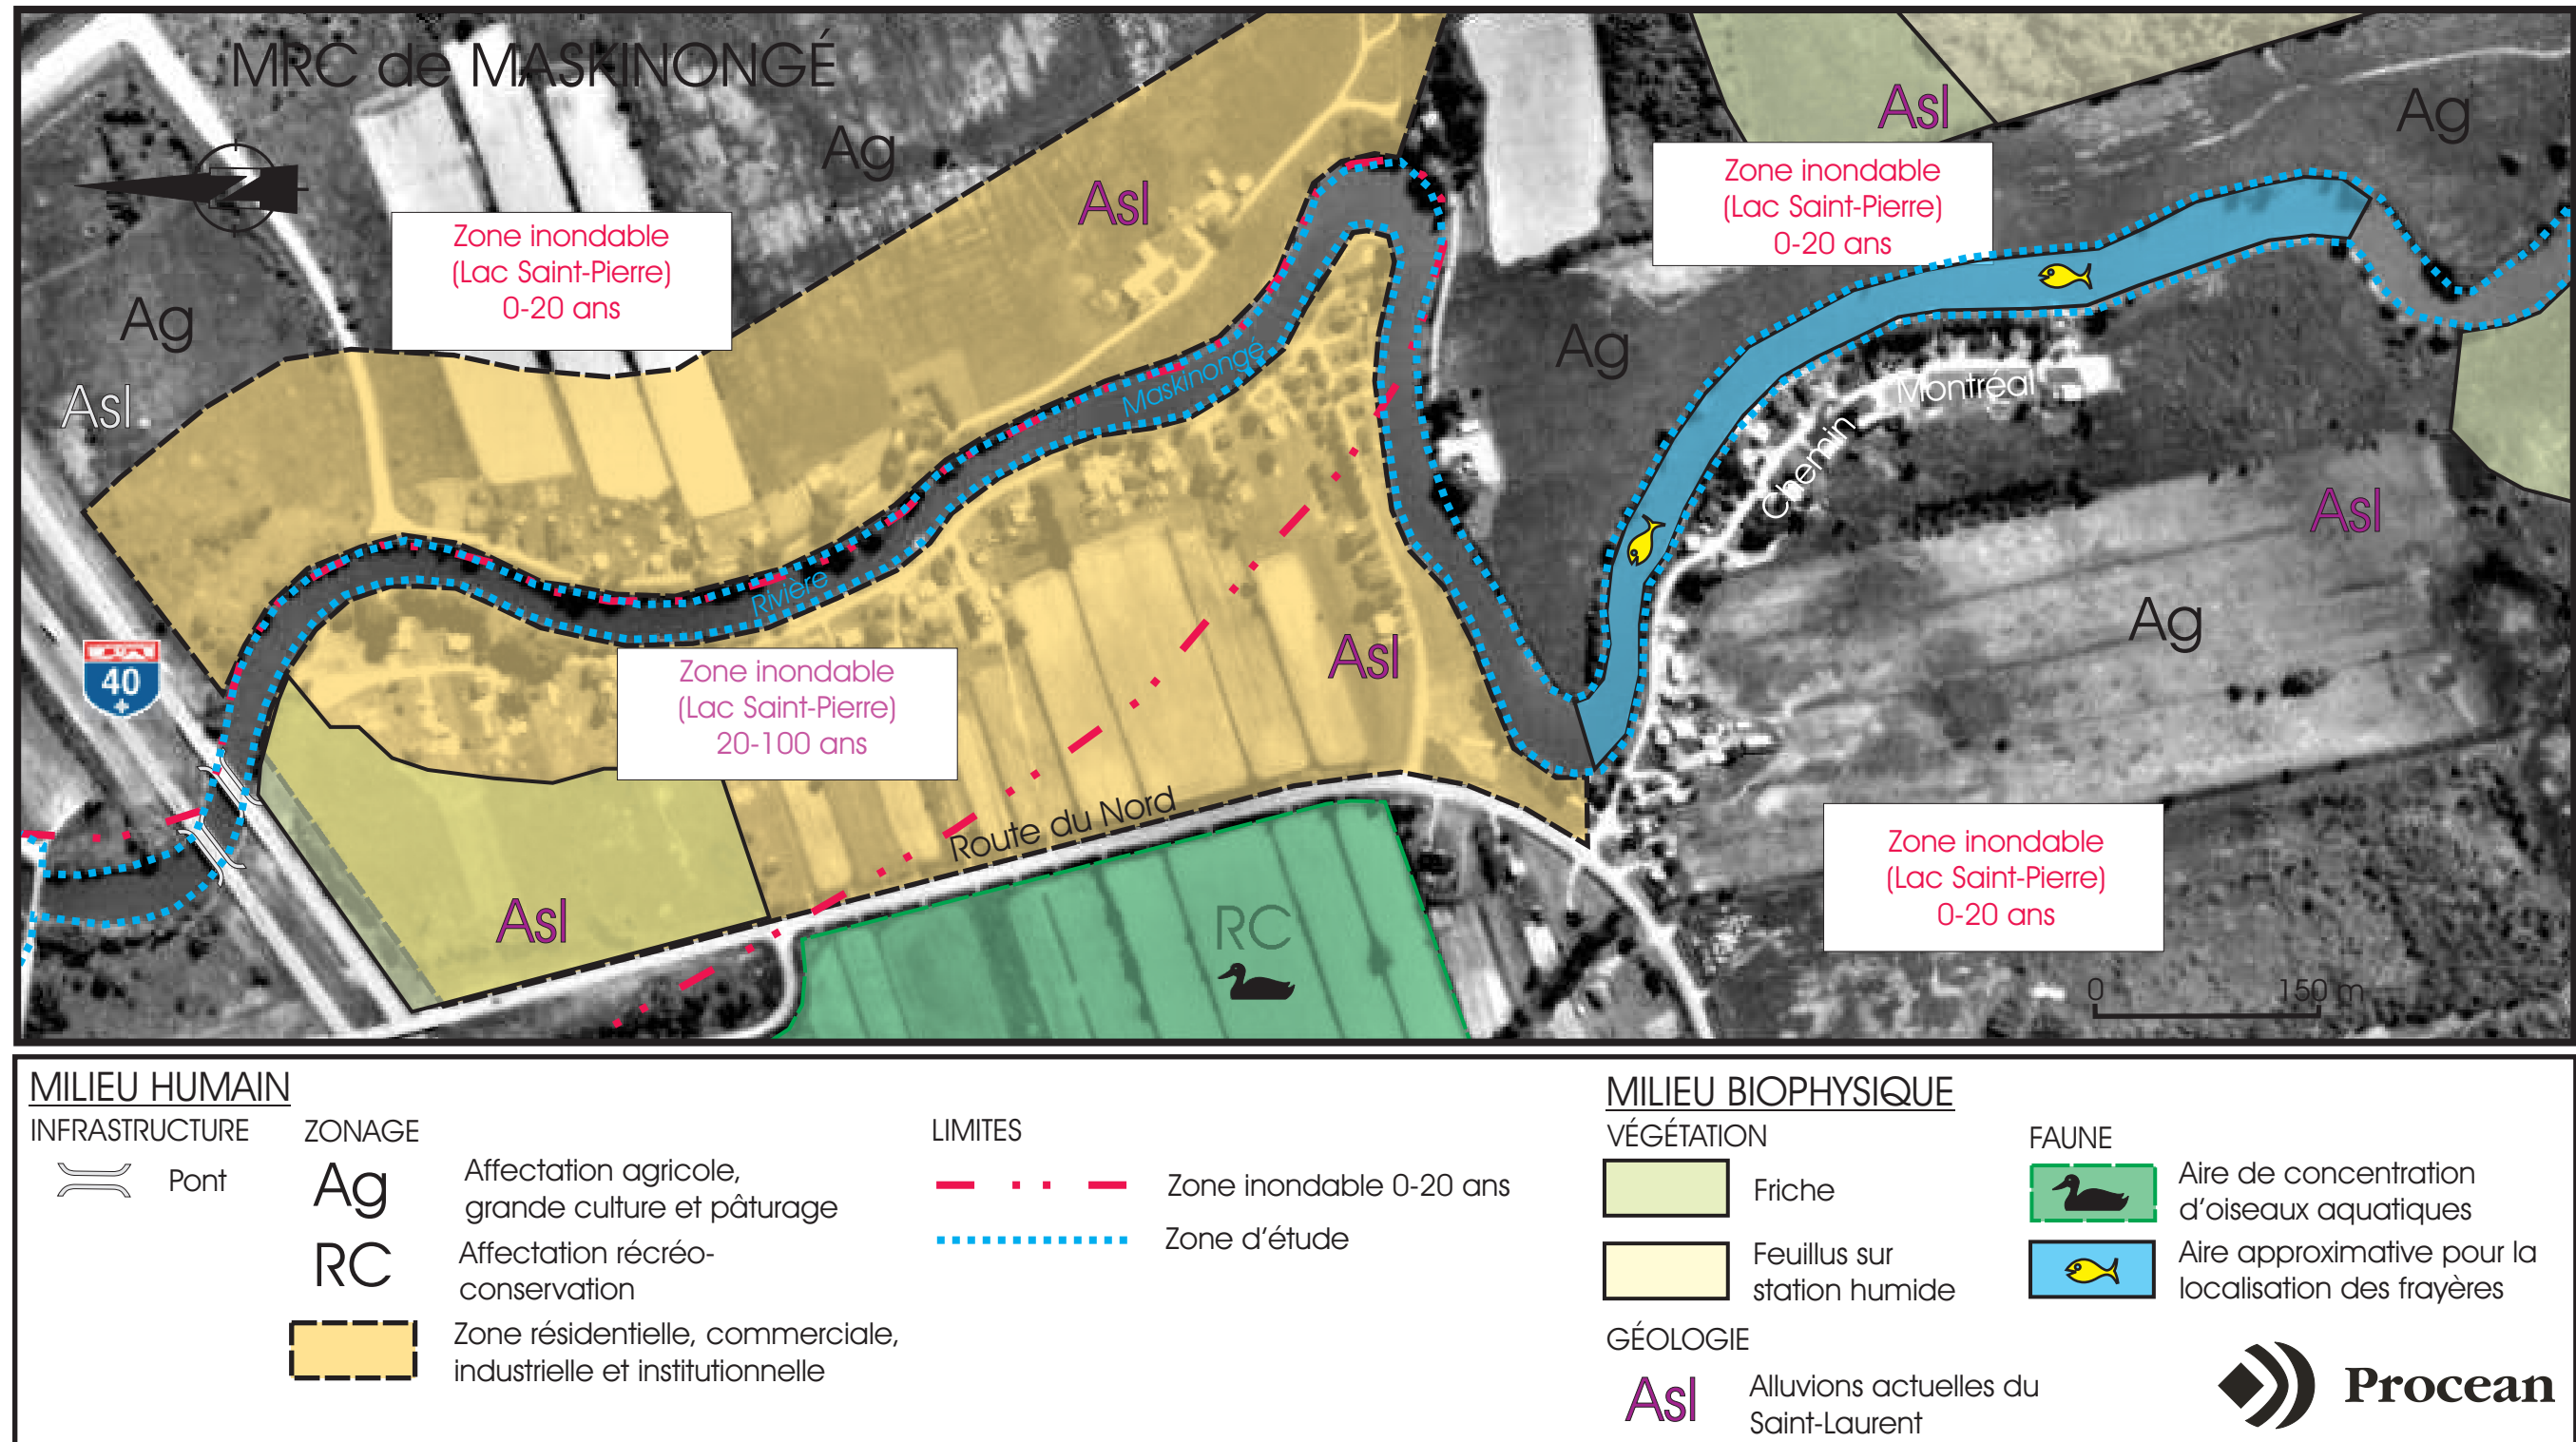 MRC de MASKINONGÉ
Ag
Asl
Ag
Z
Zone inondable
(Lac Saint-Pierre)
0-20 ans
Asl
Zone inondable
(Lac Saint-Pierre)
0-20 ans
Ag
Asl
Ag
Maskinongé
Montréal
Chemin
Asl
Rivière
Ag
40
Zone inondable
(Lac Saint-Pierre)
20-100 ans
Asl
Route du Nord
Zone inondable
(Lac Saint-Pierre)
0-20 ans
Asl
RC
0 150 m
MILIEU HUMAIN
INFRASTRUCTURE
Pont
ZONAGE
Ag Affectation agricole,
grande culture et pâturage
RC Affectation récréo-
conservation
Zone résidentielle, commerciale,
industrielle et institutionnelle
LIMITES
Zone inondable 0-20 ans
Zone d'étude
MILIEU BIOPHYSIQUE
VÉGÉTATION
Friche
Feuillus sur
station humide
GÉOLOGIE
Asl Alluvions actuelles du
Saint-Laurent
FAUNE
Aire de concentration
d'oiseaux aquatiques
Aire approximative pour la
localisation des frayères
Procean